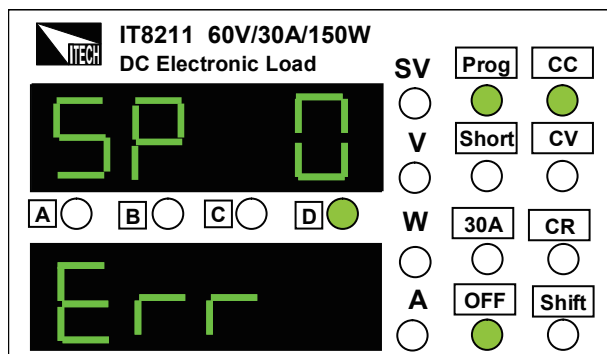 ITECH
IT8211 60V/30A/150W
DC Electronic Load
SV Prog CC
SP 0
V Short CV
A B C D
W 30A CR
Err
A OFF Shift